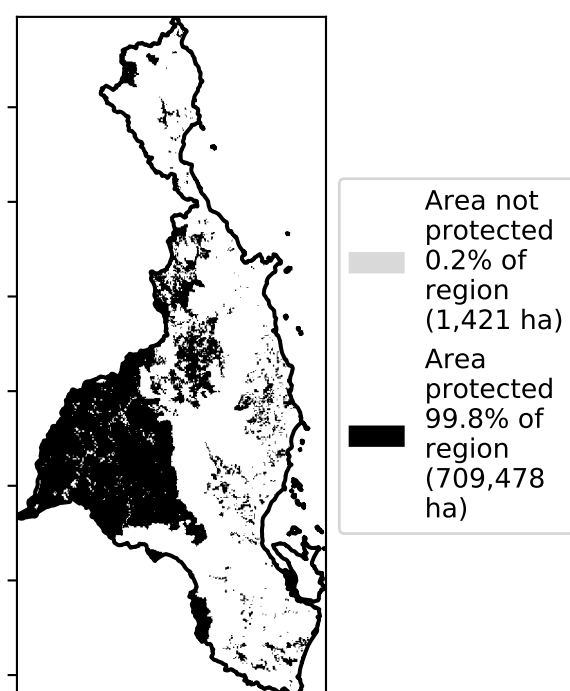 Area not
protected
0.2% of
region
(1,421 ha)
Area
protected
99.8% of
region
(709,478
ha)